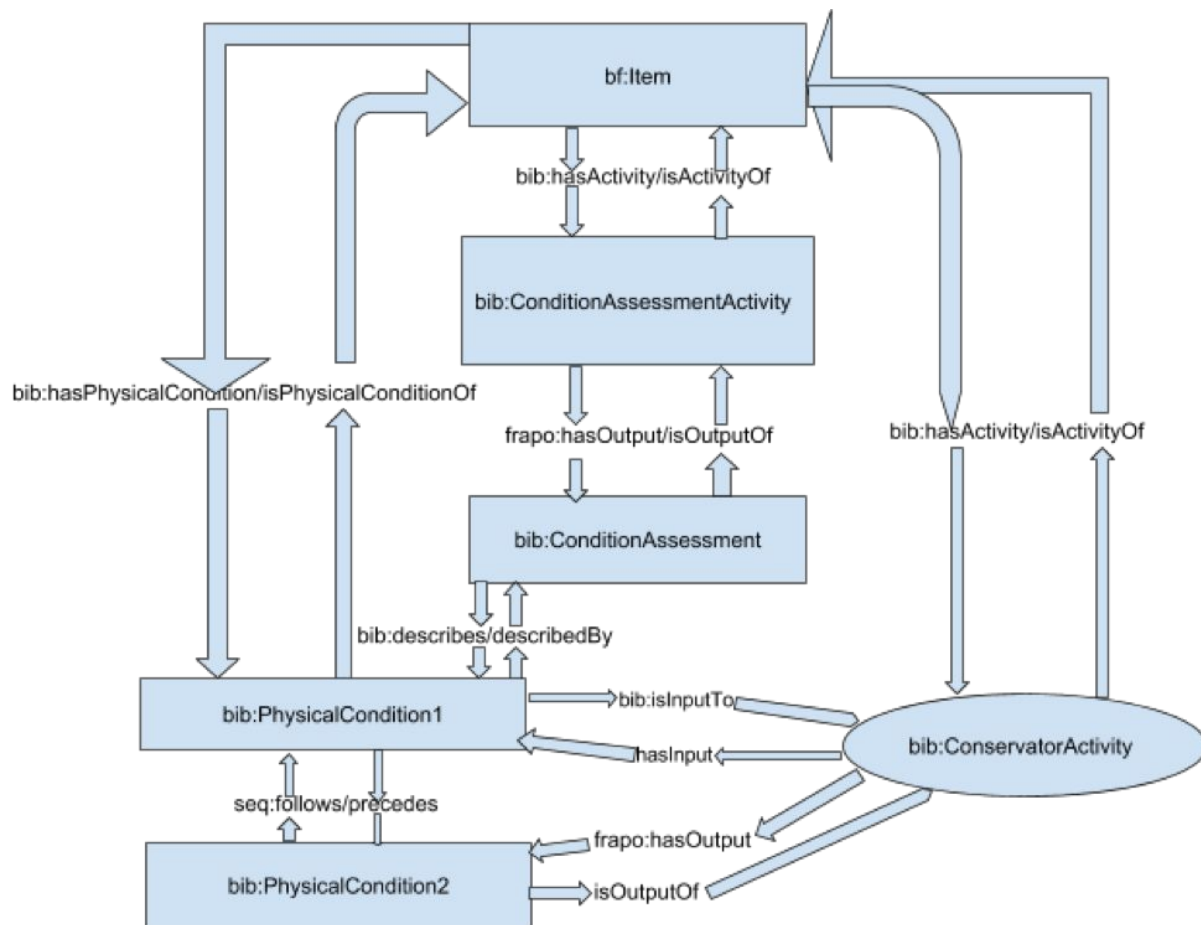 bf:Item
bib:hasActivity/isActivityOf
bib:ConditionAssessmentActivity
bib:hasPhysicalCondition/isPhysicalConditionOf
frapo:hasOutput/isOutputOf
bib:hasActivity/isActivityOf
bib:ConditionAssessment
bib:describes/describedBy
bib:PhysicalCondition1
bib:isInputTo
hasInput
bib:ConservatorActivity
seq:follows/precedes
frapo:hasOutput
bib:PhysicalCondition2
isOutputOf